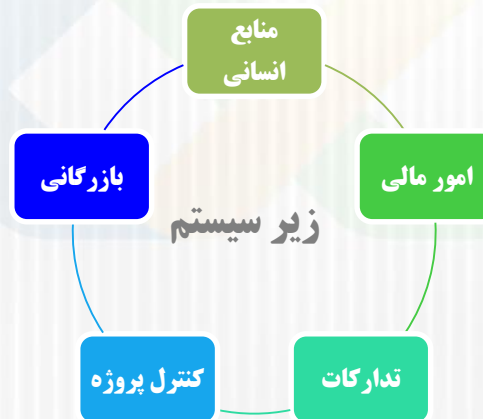 منابع
انسانی
امور مالی
بازرگانی
زیر سیستم
تدارکات
کنترل پروژه